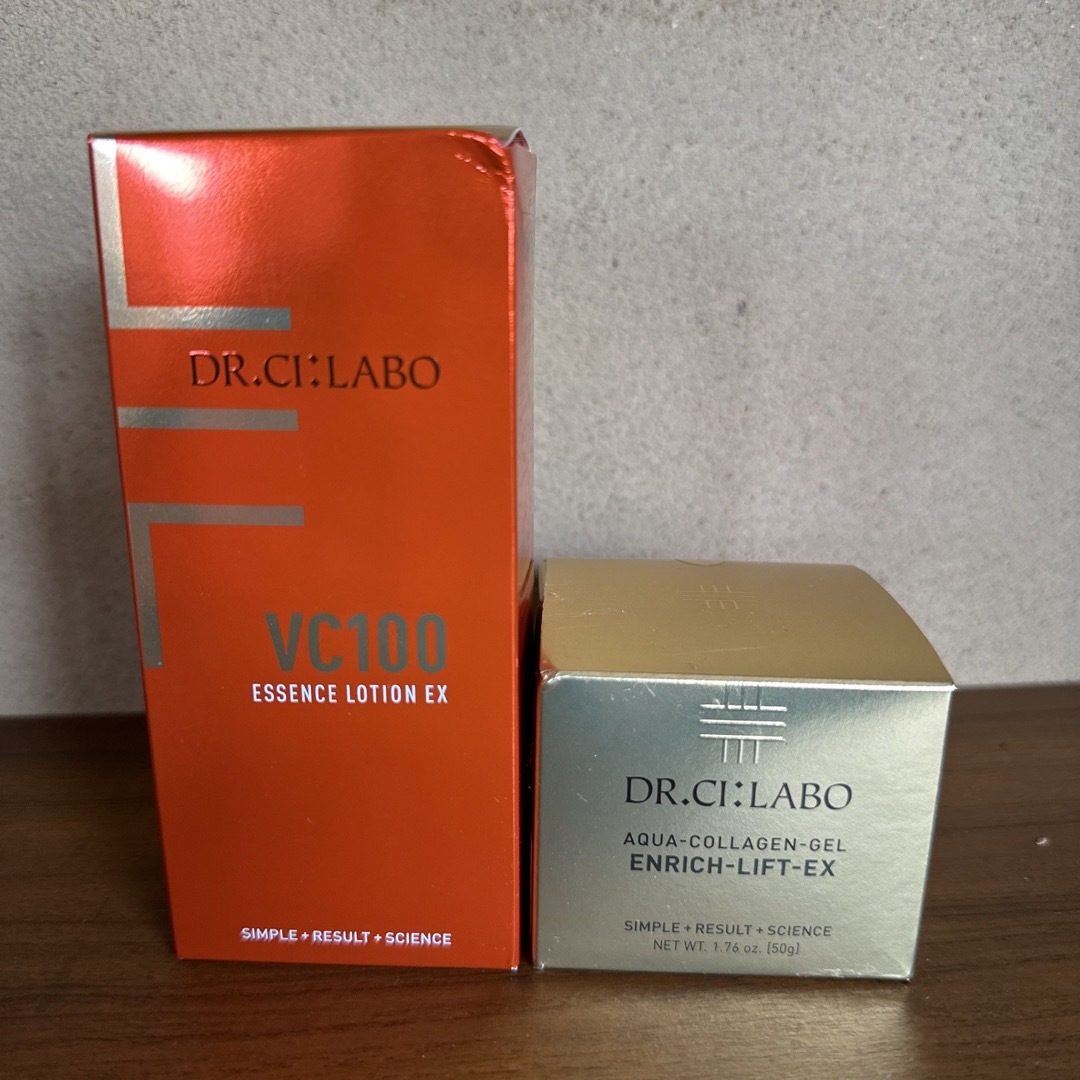 DR.CI:LABO
VC100
ESSENCE LOTION EX
SIMPLE + RESULT + SCIENCE
DR.CI:LABO
AQUA-COLLAGEN-GEL
ENRICH-LIFT-EX
SIMPLE + RESULT + SCIENCE
NET WT. 1.76 oz. [50g]